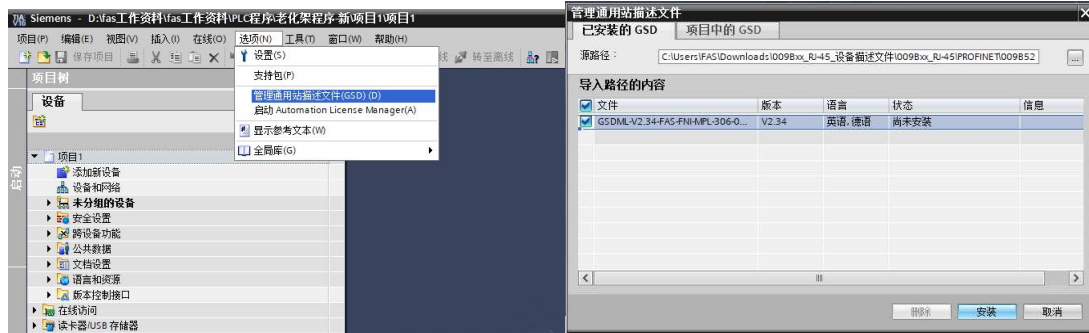 Siemens - D:\fas工作资料\fas工作资料\PLC程序\老化架程序-新\项目1\项目1
项目(P) 编辑(E) 视图(V) 插入(I) 在线(O) 选项(N) 工具(T) 窗口(W) 帮助(H)
保存项目
转至离线
设置(S)
支持包(P)
管理通用站描述文件(GSD) (D)
启动 Automation License Manager(A)
显示参考文本(W)
全局库(G)
项目树
设备
启动
项目1
添加新设备
设备和网络
未分组的设备
安全设置
跨设备功能
公共数据
文档设置
语言和资源
版本控制接口
在线访问
读卡器/USB 存储器
管理通用站描述文件
已安装的 GSD 项目中的 GSD
源路径: C:\Users\FAS\Downloads\009Bxx_RJ-45_设备描述文件\009Bxx_RJ-45\PROFINET\009B52
导入路径的内容
文件 版本 语言 状态 信息
GSDML-V2.34-FAS-FNI-MPL-306-0... V2.34 英语, 德语 尚未安装
删除 安装 取消